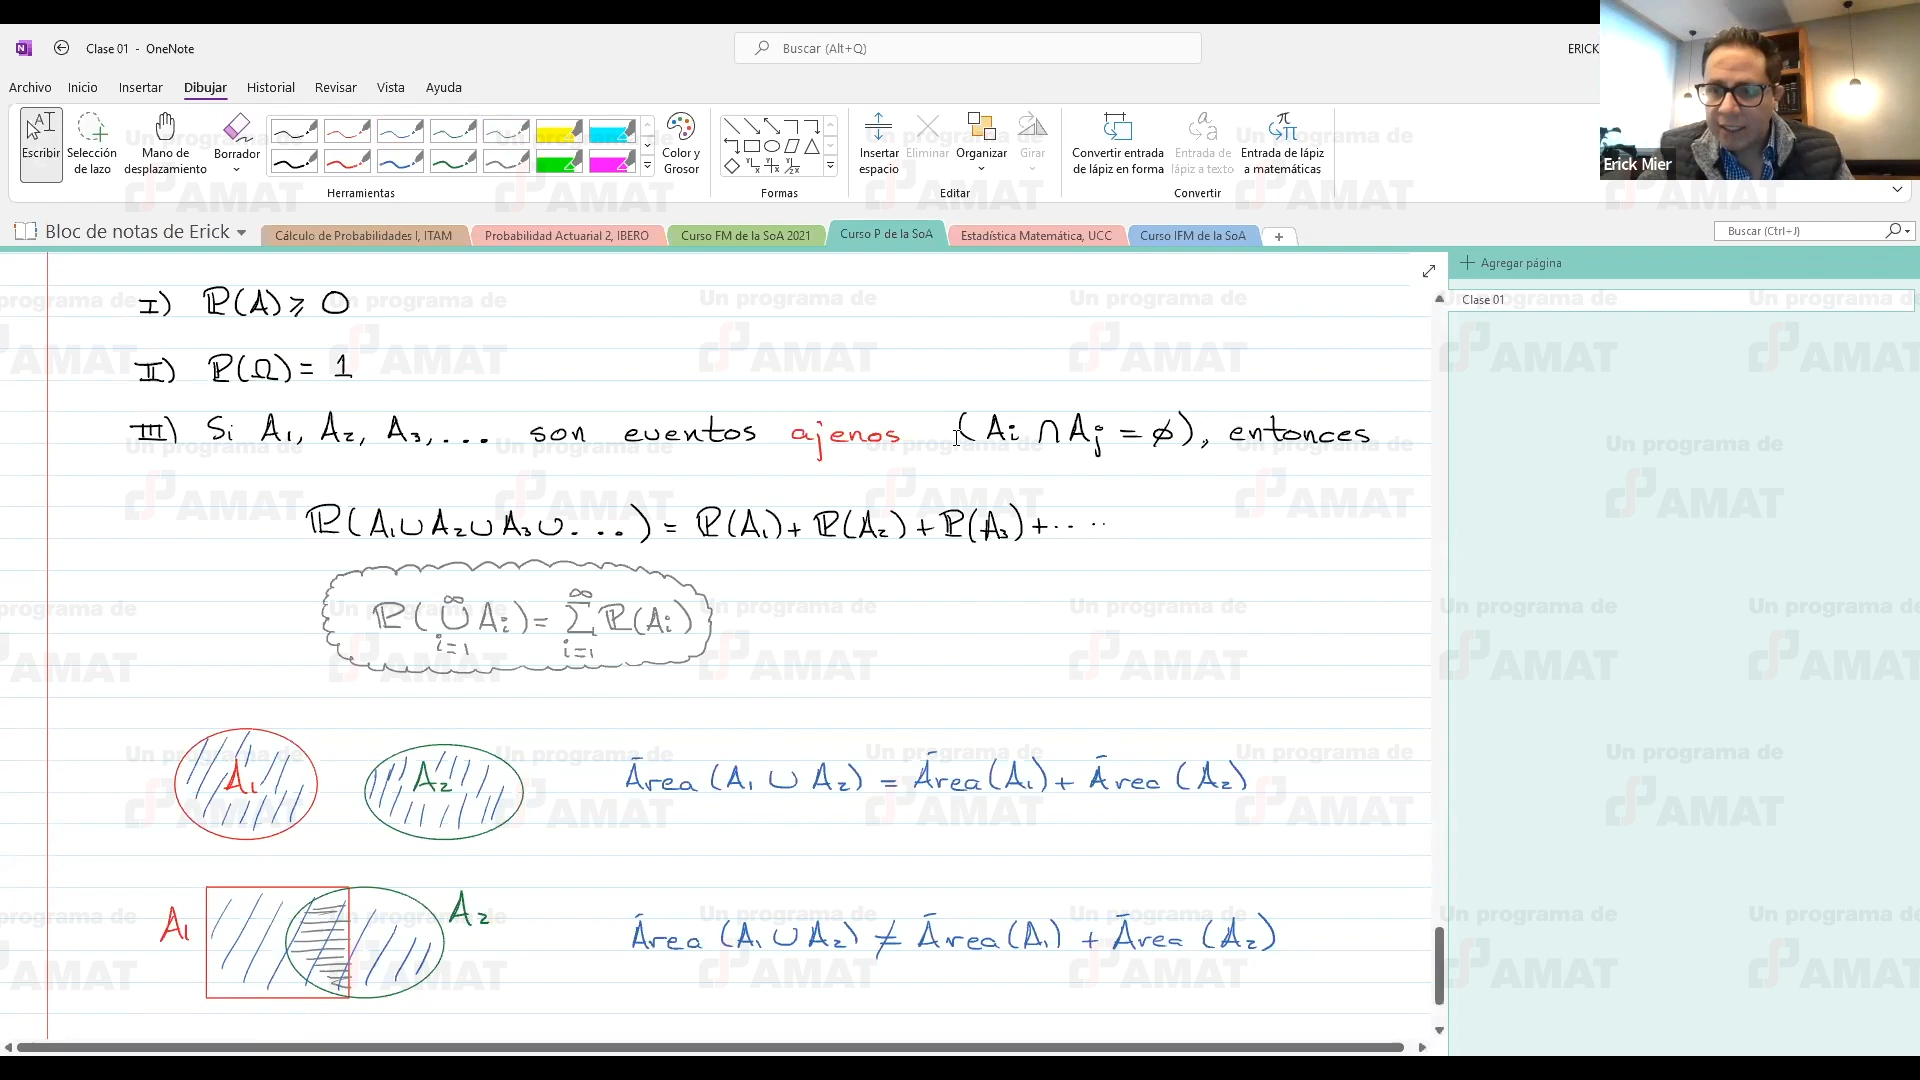 Clase 01 - OneNote
Buscar (Alt+Q)
ERICK
Archivo Inicio Insertar Dibujar Historial Revisar Vista Ayuda
Escribir
Selección de lazo
Mano de desplazamiento
Borrador
Color y Grosor
Insertar espacio
Eliminar
Organizar
Girar
Convertir entrada de lápiz en forma
Entrada de lápiz a texto
Entrada de lápiz a matemáticas
Herramientas
Formas
Editar
Convertir
Erick Mier
Bloc de notas de Erick
Cálculo de Probabilidades I, ITAM
Probabilidad Actuarial 2, IBERO
Curso FM de la SoA 2021
Curso P de la SoA
Estadística Matemática, UCC
Curso IFM de la SoA
Buscar (Ctrl+J)
Agregar página
Clase 01
I) ℙ(A) ⩾ 0
II) ℙ(Ω) = 1
III) Si A₁, A₂, A₃, ... son eventos ajenos (Ai ∩ Aj = ∅), entonces
ℙ(A₁∪A₂∪A₃∪...) = ℙ(A₁)+ ℙ(A₂)+ ℙ(A₃)+·· ··
ℙ(∞∪i=1 Ai) = ∞∑i=1 ℙ(Ai)
A₁ A₂ Área (A₁ ∪ A₂) = Área(A₁) + Área (A₂)
A₁ A₂ Área (A₁ ∪ A₂) ≠ Área(A₁) + Área (A₂)
Un programa de
AMAT